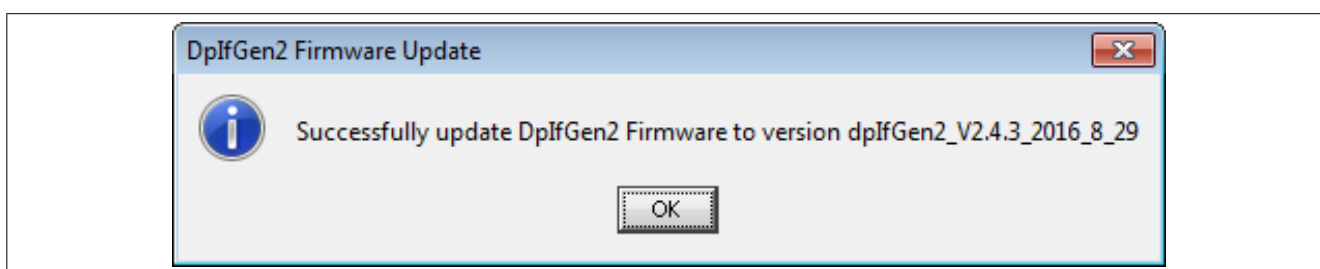 DpIfGen2 Firmware Update
Successfully update DpIfGen2 Firmware to version dpIfGen2_V2.4.3_2016_8_29
OK